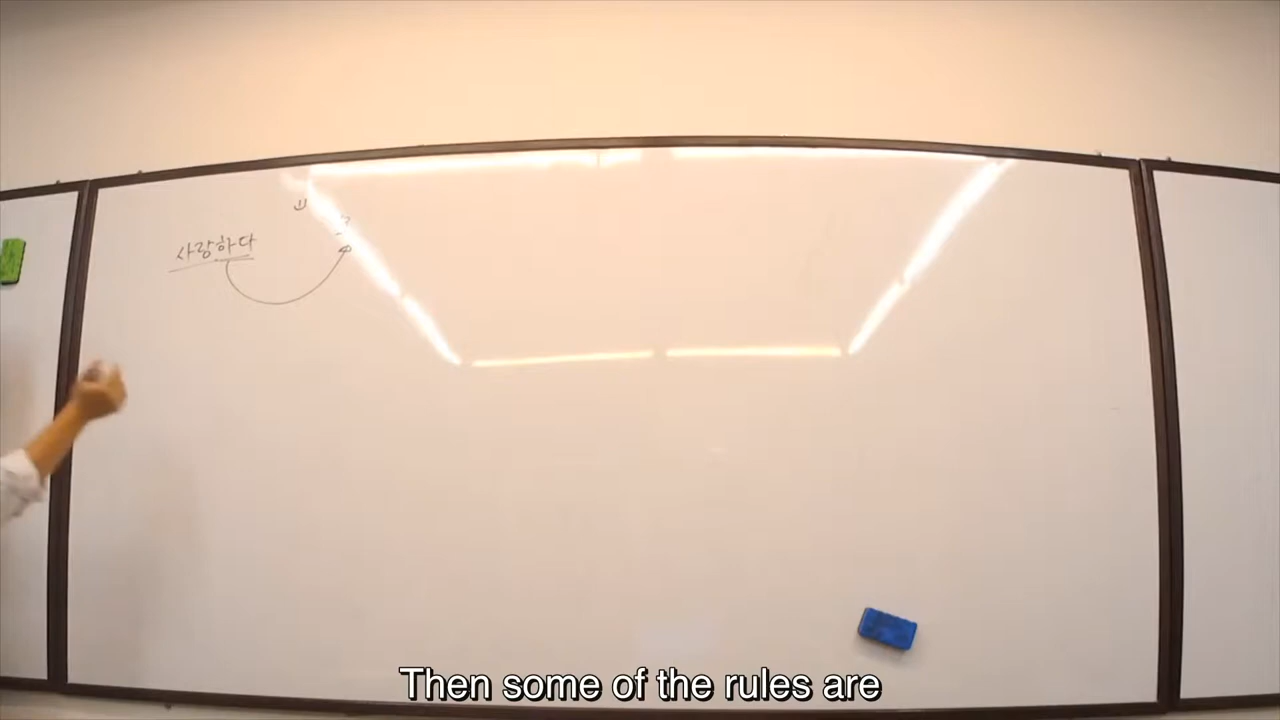 사랑하다
Then some of the rules are